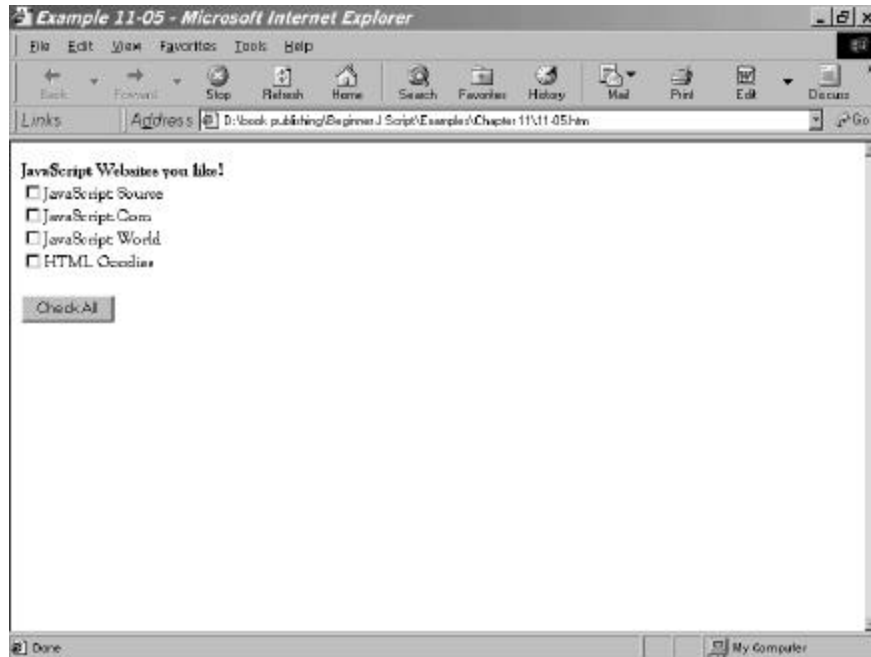 Example 11-05 - Microsoft Internet Explorer
File Edit View Favorites Tools Help
Back Forward Stop Refresh Home Search Favorites History Mail Print Edit Discuss
Links Address D:\book publishing\Beginner J Script\Examples\Chapter 11\11-05.htm Go
JavaScript Websites you like!
JavaScript Source
JavaScript Com
JavaScript World
HTML Goodies
Check All
Done My Computer